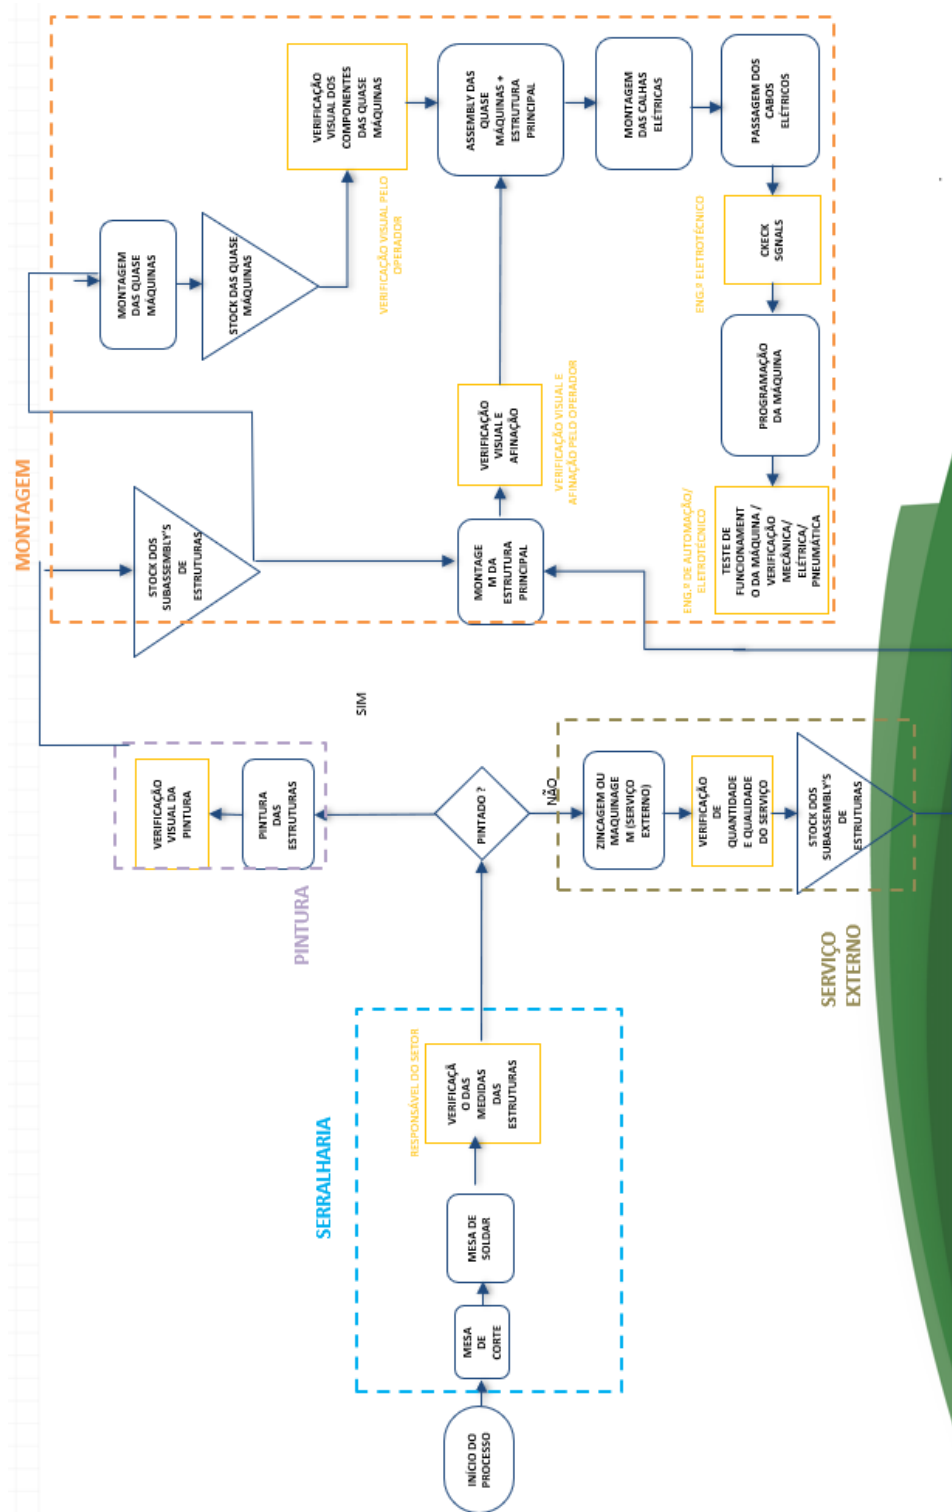 INÍCIO DO
PROCESSO
SERRALHARIA
MESA
DE
CORTE
MESA DE
SOLDAR
RESPONSÁVEL DO SETOR
VERIFICAÇÃ
O DAS
MEDIDAS
DAS
ESTRUTURAS
PINTADO ?
SIM
NÃO
PINTURA
PINTURA
DAS
ESTRUTURAS
VERIFICAÇÃO
VISUAL DA
PINTURA
SERVIÇO
EXTERNO
ZINCAGEM OU
MAQUINAGE
M (SERVIÇO
EXTERNO)
VERIFICAÇÃO
DE
QUANTIDADE
E QUALIDADE
DO SERVIÇO
STOCK DOS
SUBASSEMBLY'S
DE
ESTRUTURAS
MONTAGEM
STOCK DOS
SUBASSEMBLY'S
DE
ESTRUTURAS
MONTAGEM
DAS QUASE
MÁQUINAS
STOCK DAS QUASE
MÁQUINAS
VERIFICAÇÃO
VISUAL DOS
COMPONENTES
DAS QUASE
MÁQUINAS
VERIFICAÇÃO VISUAL PELO
OPERADOR
MONTAGE
M DA
ESTRUTURA
PRINCIPAL
VERIFICAÇÃO
VISUAL E
AFINAÇÃO
VERIFICAÇÃO VISUAL E
AFINAÇÃO PELO OPERADOR
ASSEMBLY DAS
QUASE
MÁQUINAS +
ESTRUTURA
PRINCIPAL
MONTAGEM
DAS CALHAS
ELÉTRICAS
PASSAGEM DOS
CABOS
ELÉTRICOS
ENG.º ELETROTÉCNICO
CKECK
SGNALS
PROGRAMAÇÃO
DA MÁQUINA
ENG.º DE AUTOMAÇÃO/
ELETROTÉCNICO
TESTE DE
FUNCIONAMENT
O DA MÁQUINA /
VERIFICAÇÃO
MECÂNICA/
ELÉTRICA/
PNEUMÁTICA